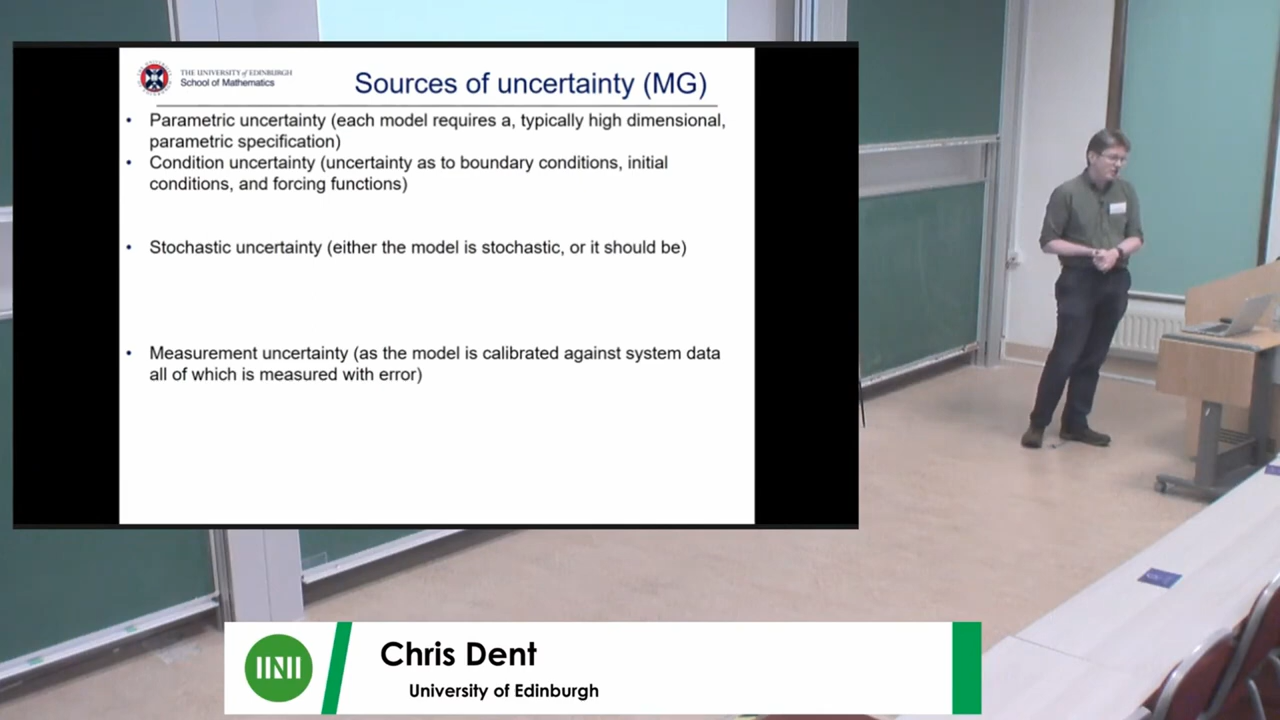 THE UNIVERSITY of EDINBURGH
School of Mathematics
Sources of uncertainty (MG)
• Parametric uncertainty (each model requires a, typically high dimensional,
parametric specification)
• Condition uncertainty (uncertainty as to boundary conditions, initial
conditions, and forcing functions)
• Stochastic uncertainty (either the model is stochastic, or it should be)
• Measurement uncertainty (as the model is calibrated against system data
all of which is measured with error)
Chris Dent
University of Edinburgh